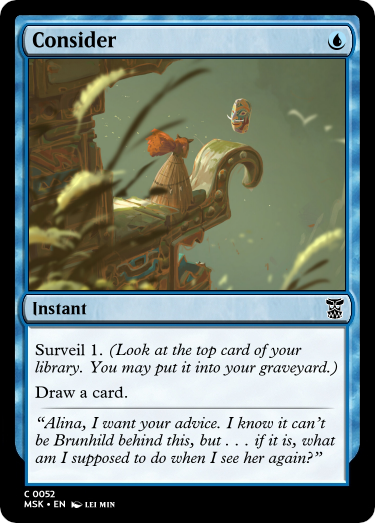 Consider
Instant
Surveil 1. (Look at the top card of your
library. You may put it into your graveyard.)
Draw a card.
“Alina, I want your advice. I know it can’t
be Brunhild behind this, but . . . if it is, what
am I supposed to do when I see her again?”
C 0052
MSK • EN LEI MIN